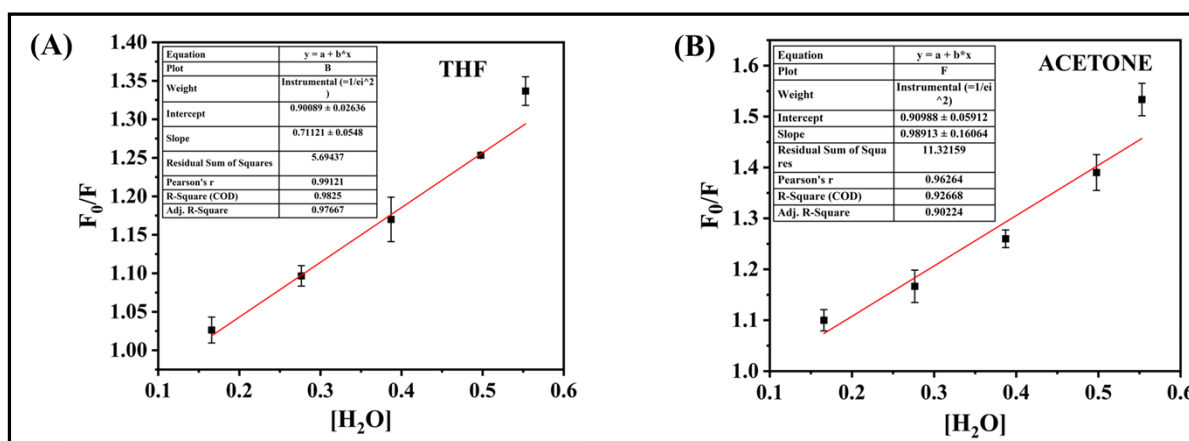 (A)
THF
Equation y = a + b*x
Plot B
Weight Instrumental (=1/ei^2
)
Intercept 0.90089 ± 0.02636
Slope 0.71121 ± 0.0548
Residual Sum of Squares 5.69437
Pearson's r 0.99121
R-Square (COD) 0.9825
Adj. R-Square 0.97667
F₀/F
1.40
1.35
1.30
1.25
1.20
1.15
1.10
1.05
1.00
0.1 0.2 0.3 0.4 0.5 0.6
[H₂O]
(B)
ACETONE
Equation y = a + b*x
Plot F
Weight Instrumental (=1/ei
^2)
Intercept 0.90988 ± 0.05912
Slope 0.98913 ± 0.16064
Residual Sum of Squa
res 11.32159
Pearson's r 0.96264
R-Square (COD) 0.92668
Adj. R-Square 0.90224
F₀/F
1.6
1.5
1.4
1.3
1.2
1.1
1.0
0.1 0.2 0.3 0.4 0.5 0.6
[H₂O]